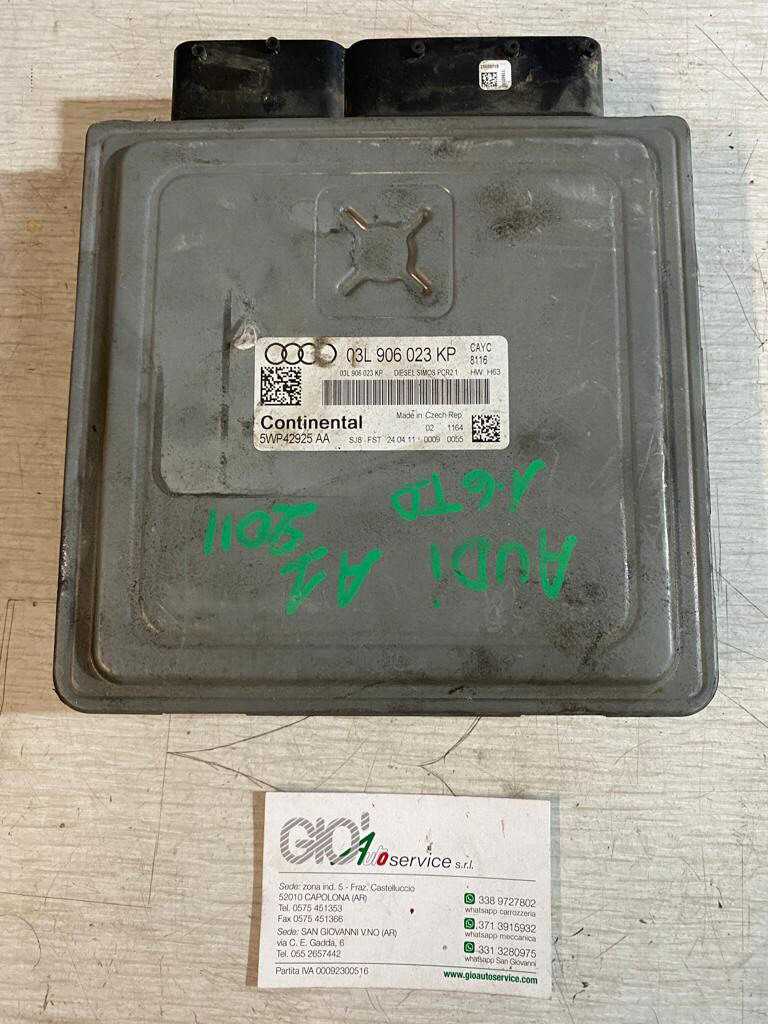 03L 906 023 KP
CAYC
8116
03L 906 023 KP DIESEL SIMOS PCR2.1 HW H63
Continental
5WP42925 AA
Made in Czech Rep.
02 1164
SJ8 FST 24.04.11 0009 0055
AUDi A1
1.6TD 2011
GIO' Autoservice s.r.l.
Sede: zona ind. 5 - Fraz. Castelluccio
52010 CAPOLONA (AR)
Tel. 0575 451353
Fax 0575 451366
Sede: SAN GIOVANNI V.NO (AR)
via C. E. Gadda, 6
Tel. 055 2657442
Partita IVA 00092300516
338 9727802
whatsapp carrozzeria
371 3915932
whatsapp meccanica
331 3280975
whatsapp San Giovanni
www.gioautoservice.com